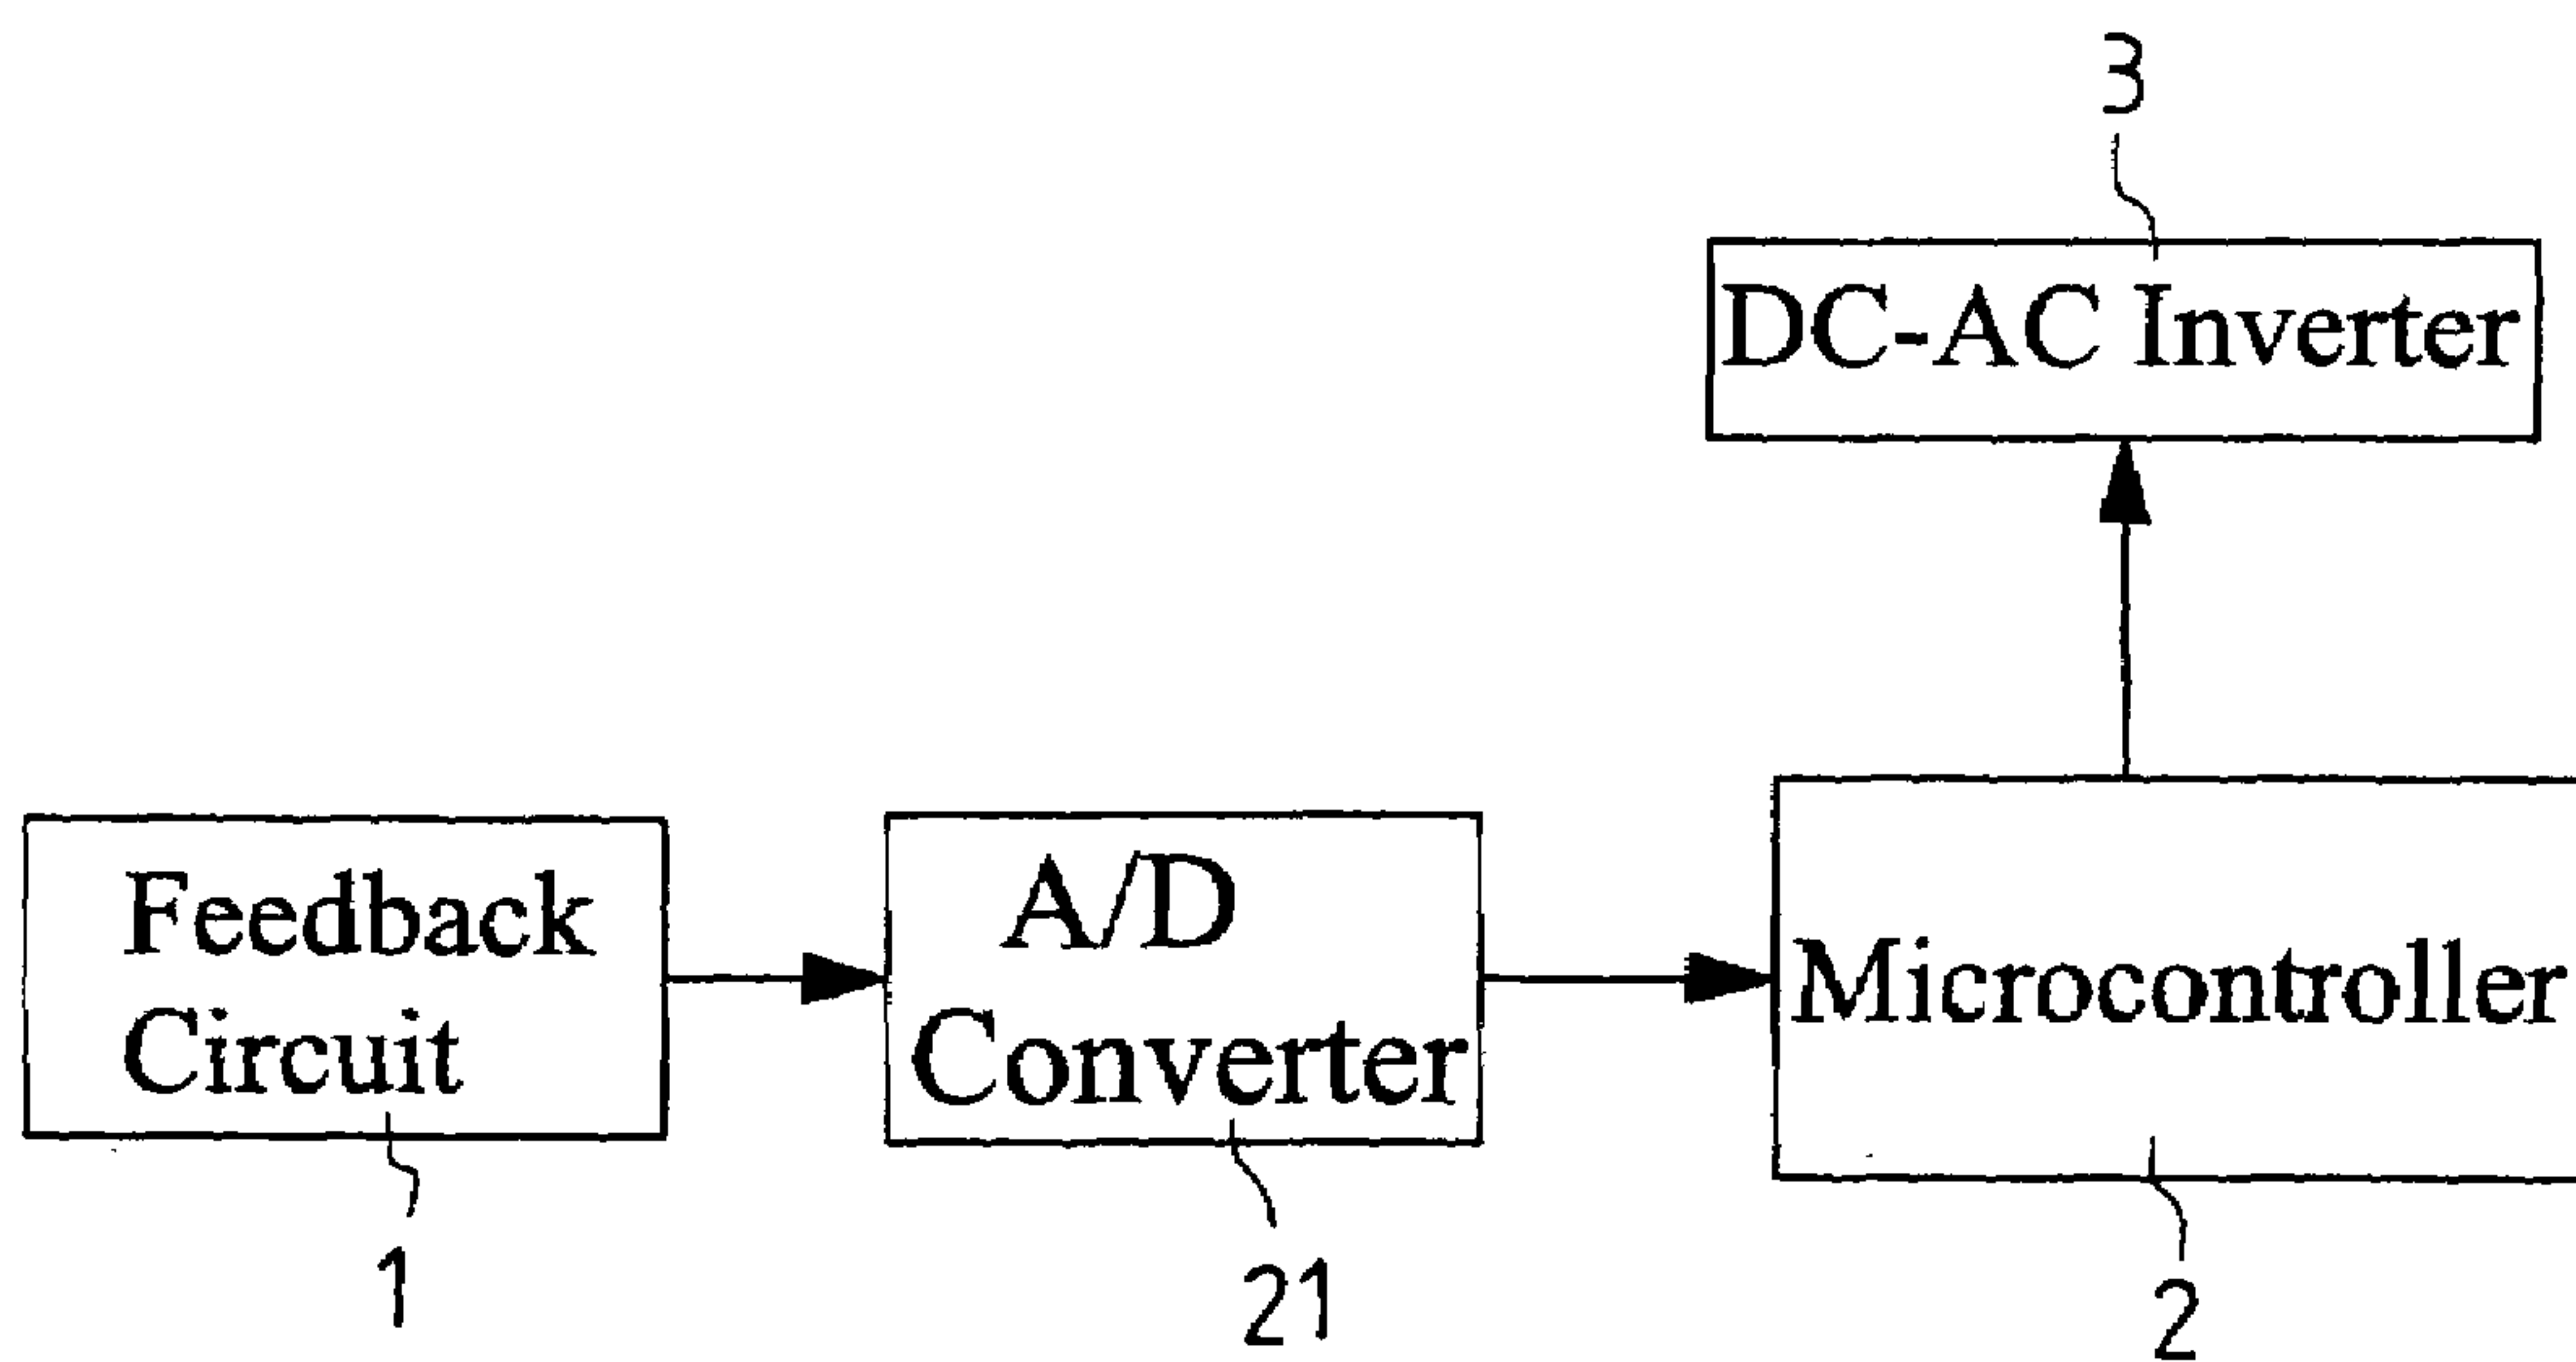 3
DC-AC Inverter
Feedback
Circuit
A/D
Converter
Microcontroller
1
21
2